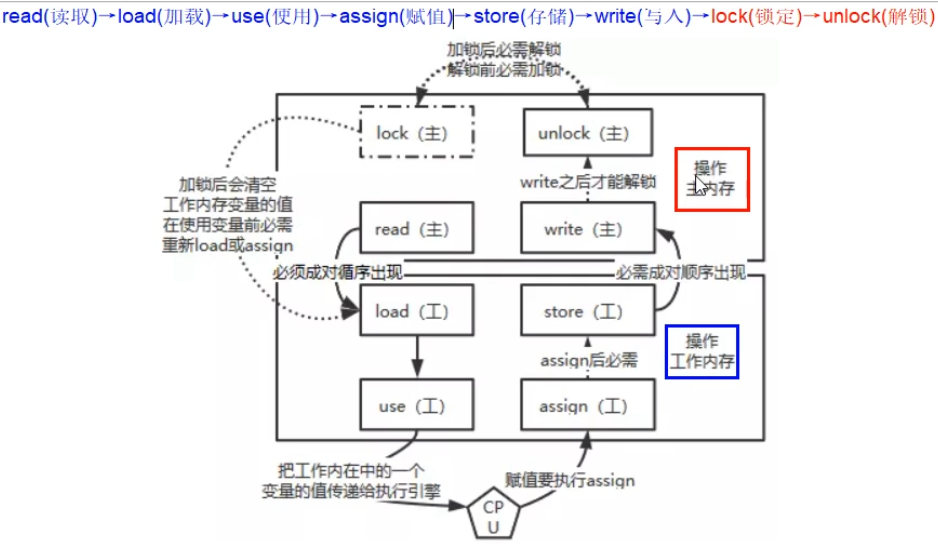 read(读取)→load(加载)→use(使用)→assign(赋值)→store(存储)→write(写入)→lock(锁定)→unlock(解锁)
加锁后必需解锁
解锁前必需加锁
lock（主）
unlock（主）
操作
主内存
加锁后会清空
工作内存变量的值
在使用变量前必需
重新load或assign
write之后才能解锁
read（主）
write（主）
必须成对循序出现
必需成对顺序出现
load（工）
store（工）
操作
工作内存
assign后必需
use（工）
assign（工）
把工作内在中的一个
变量的值传递给执行引擎
赋值要执行assign
CP
U